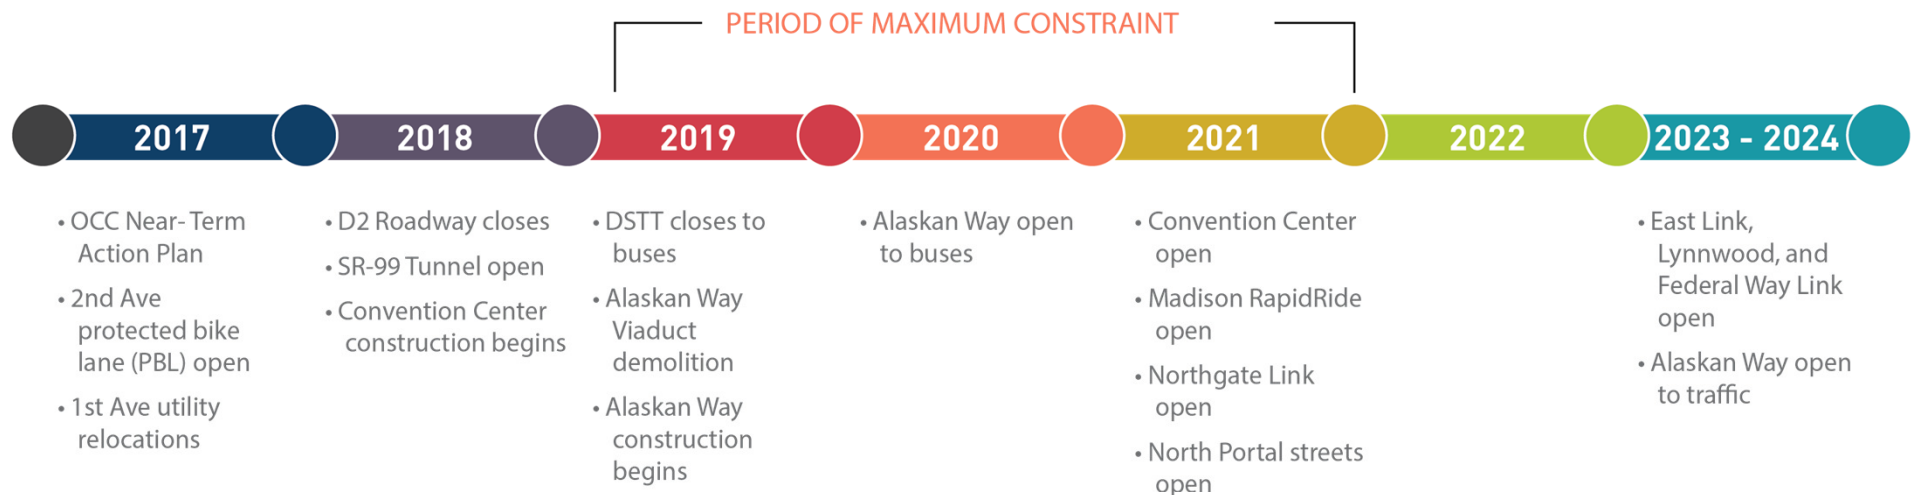 PERIOD OF MAXIMUM CONSTRAINT
2017
2018
2019
2020
2021
2022
2023 - 2024
• OCC Near- Term
Action Plan
• 2nd Ave
protected bike
lane (PBL) open
• 1st Ave utility
relocations
• D2 Roadway closes
• SR-99 Tunnel open
• Convention Center
construction begins
• DSTT closes to
buses
• Alaskan Way
Viaduct
demolition
• Alaskan Way
construction
begins
• Alaskan Way open
to buses
• Convention Center
open
• Madison RapidRide
open
• Northgate Link
open
• North Portal streets
open
• East Link,
Lynnwood, and
Federal Way Link
open
• Alaskan Way open
to traffic